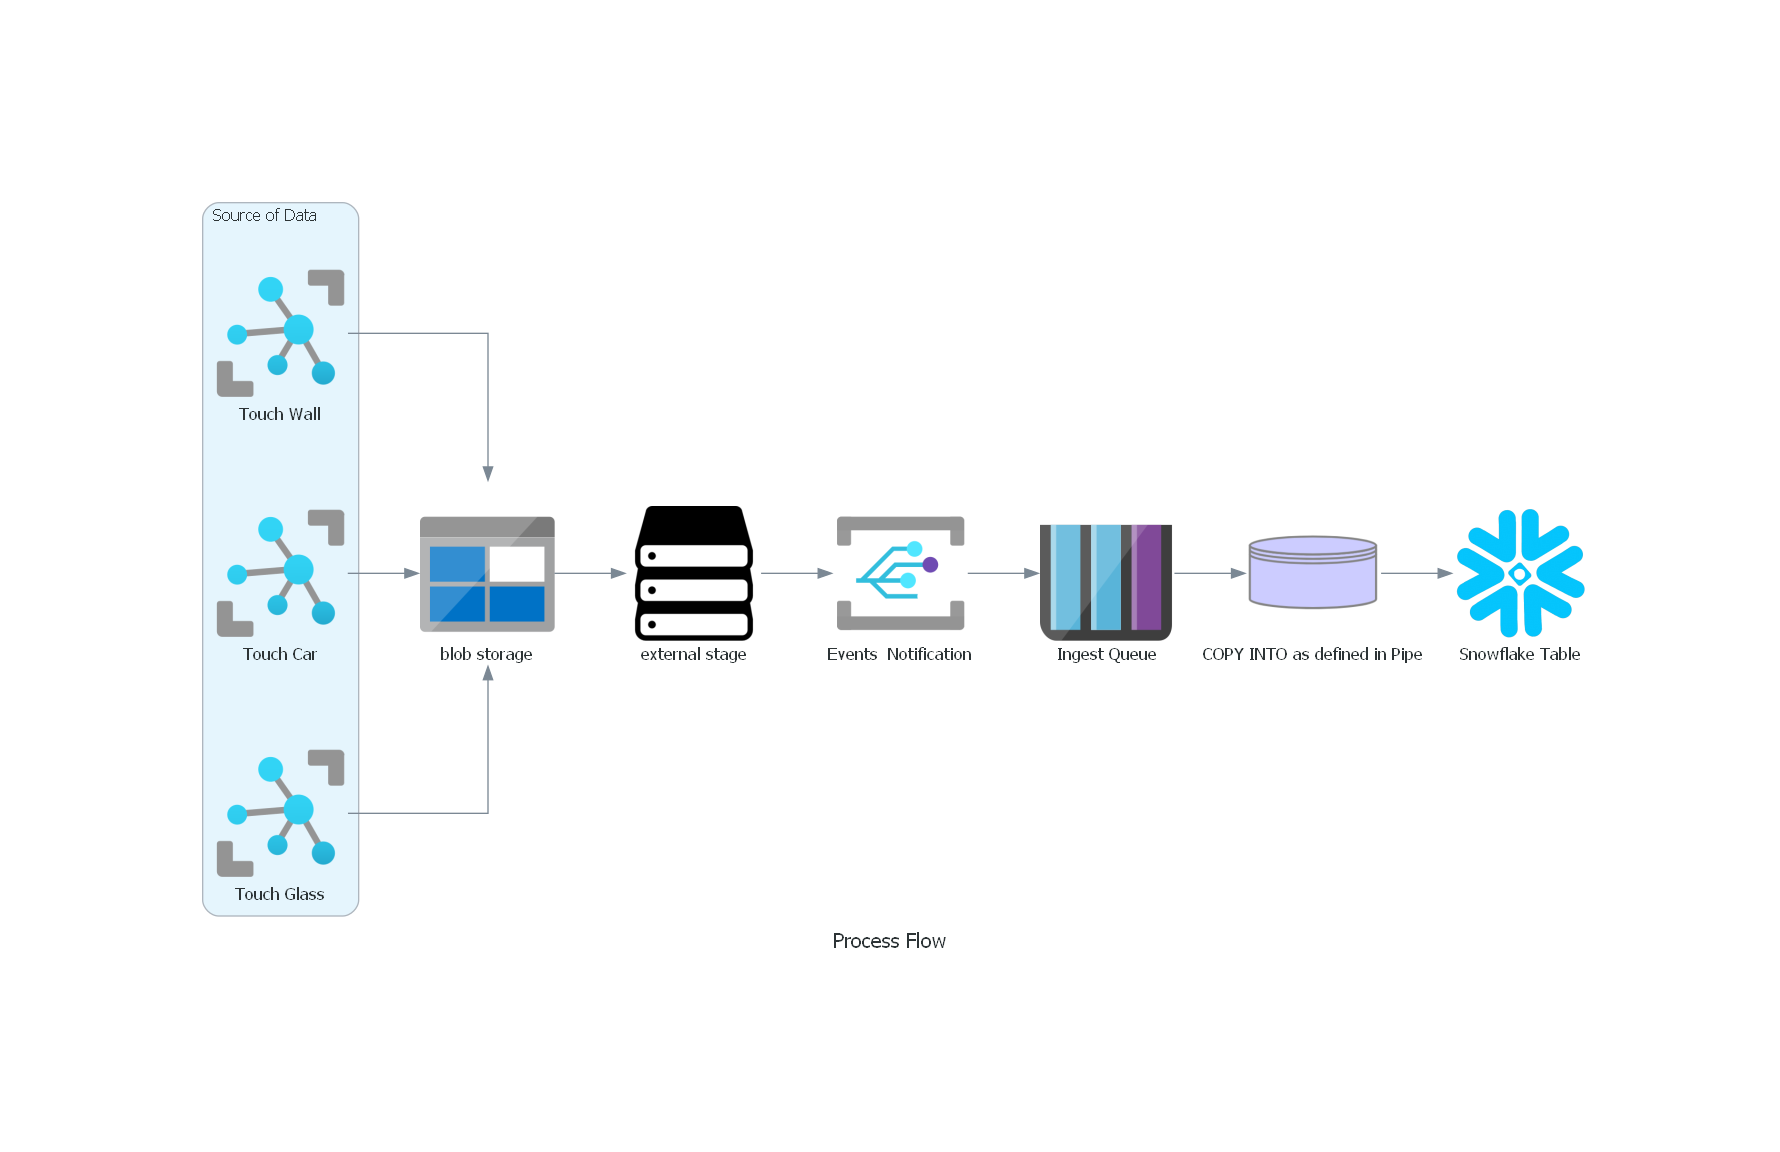 Source of Data
Touch Wall
Touch Car
blob storage
external stage
Events  Notification
Ingest Queue
COPY INTO as defined in Pipe
Snowflake Table
Touch Glass
Process Flow